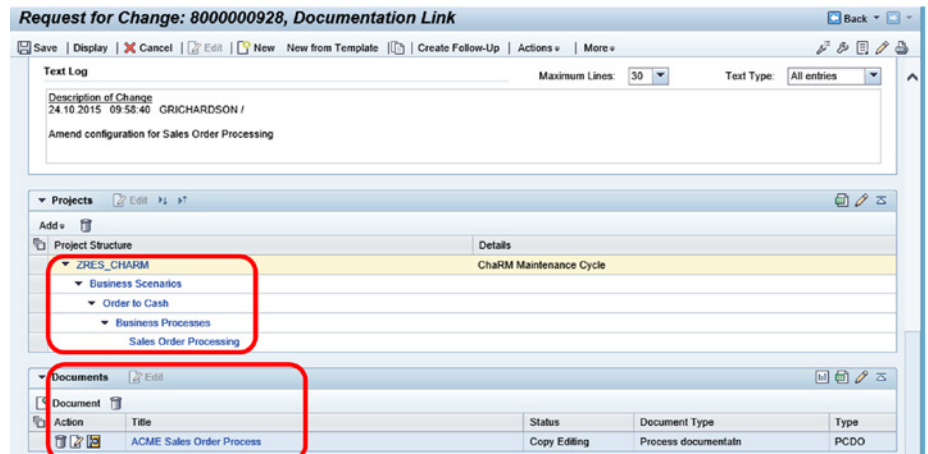 Request for Change: 8000000928, Documentation Link Back
Save | Display | Cancel | Edit | New New from Template | Create Follow-Up | Actions | More
Text Log Maximum Lines: 30 Text Type: All entries
Description of Change
24.10.2015 09:58:40 GRICHARDSON /
Amend configuration for Sales Order Processing
Projects Edit
Add
Project Structure Details
ZRES_CHARM ChaRM Maintenance Cycle
Business Scenarios
Order to Cash
Business Processes
Sales Order Processing
Documents Edit
Document
Action Title Status Document Type Type
ACME Sales Order Process Copy Editing Process documentatn PCDO